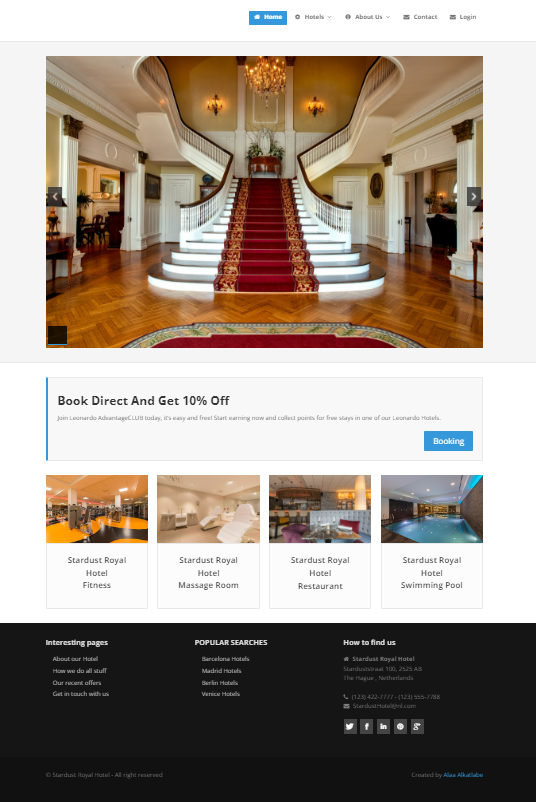 Home Hotels About Us Contact Login
Book Direct And Get 10% Off
Join Leonardo AdvantageCLUB today, it's easy and free! Start earning now and collect points for free stays in one of our Leonardo Hotels.
Booking
Stardust Royal
Hotel
Fitness
Stardust Royal
Hotel
Massage Room
Stardust Royal
Hotel
Restaurant
Stardust Royal
Hotel
Swimming Pool
Interesting pages
About our Hotel
How we do all stuff
Our recent offers
Get in touch with us
POPULAR SEARCHES
Barcelona Hotels
Madrid Hotels
Berlin Hotels
Venice Hotels
How to find us
Stardust Royal Hotel
Starduststraat 100, 2525 AB
The Hague , Netherlands
(123) 422-7777 - (123) 555-7788
StardustHotel@nl.com
© Stardust Royal Hotel - All right reserved
Created by Alaa Alkatlabe